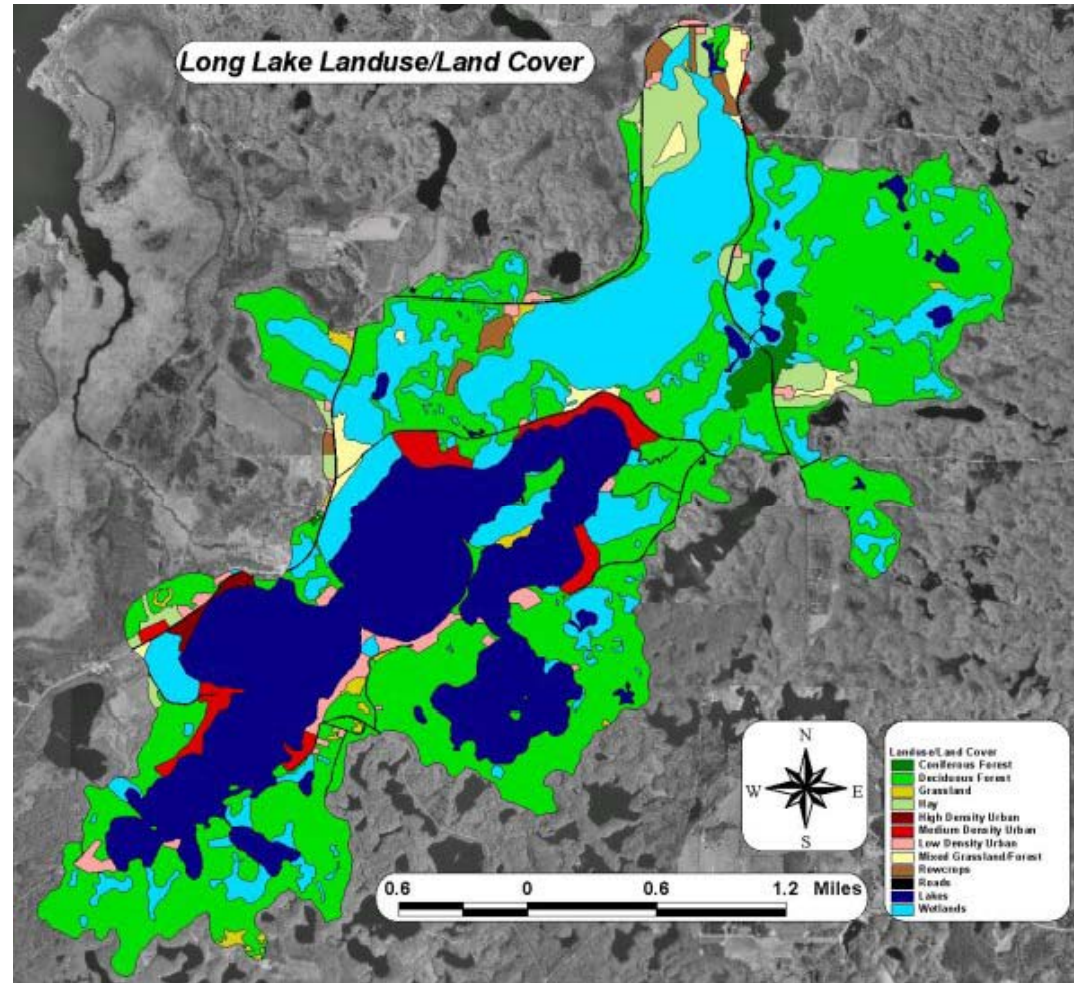 Long Lake Landuse/Land Cover
N
W E
S
Landuse/Land Cover
Coniferous Forest
Deciduous Forest
Grassland
Hay
High Density Urban
Medium Density Urban
Low Density Urban
Mixed Grassland/Forest
Rowcrops
Roads
Lakes
Wetlands
0.6 0 0.6 1.2 Miles